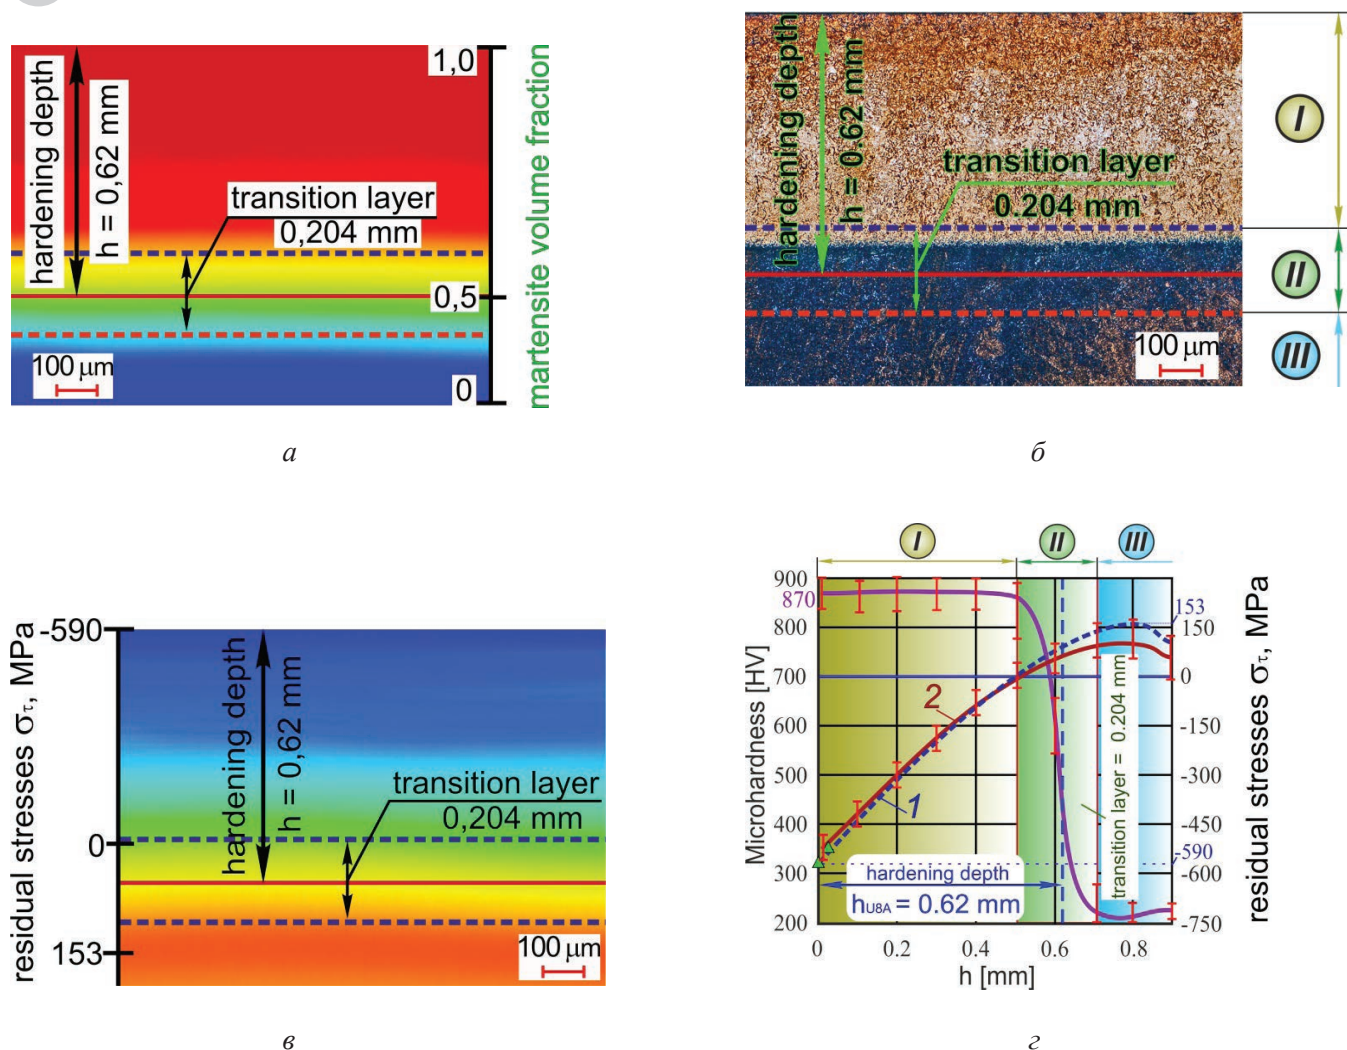 hardening depth
h = 0,62 mm
1,0
transition layer
0,204 mm
0,5
100 µm
0
martensite volume fraction
а
hardening depth
h = 0.62 mm
transition layer
0.204 mm
100 µm
I
II
III
б
residual stresses στ, MPa
-590
0
153
hardening depth
h = 0,62 mm
transition layer
0,204 mm
100 µm
в
I
II
III
Microhardness [HV]
900
870
800
700
600
500
400
300
200
2
1
hardening depth
hU8A = 0.62 mm
transition layer = 0.204 mm
153
150
0
-150
-300
-450
-590
-600
-750
residual stresses στ, MPa
0
0.2
0.4
0.6
0.8
h [mm]
г